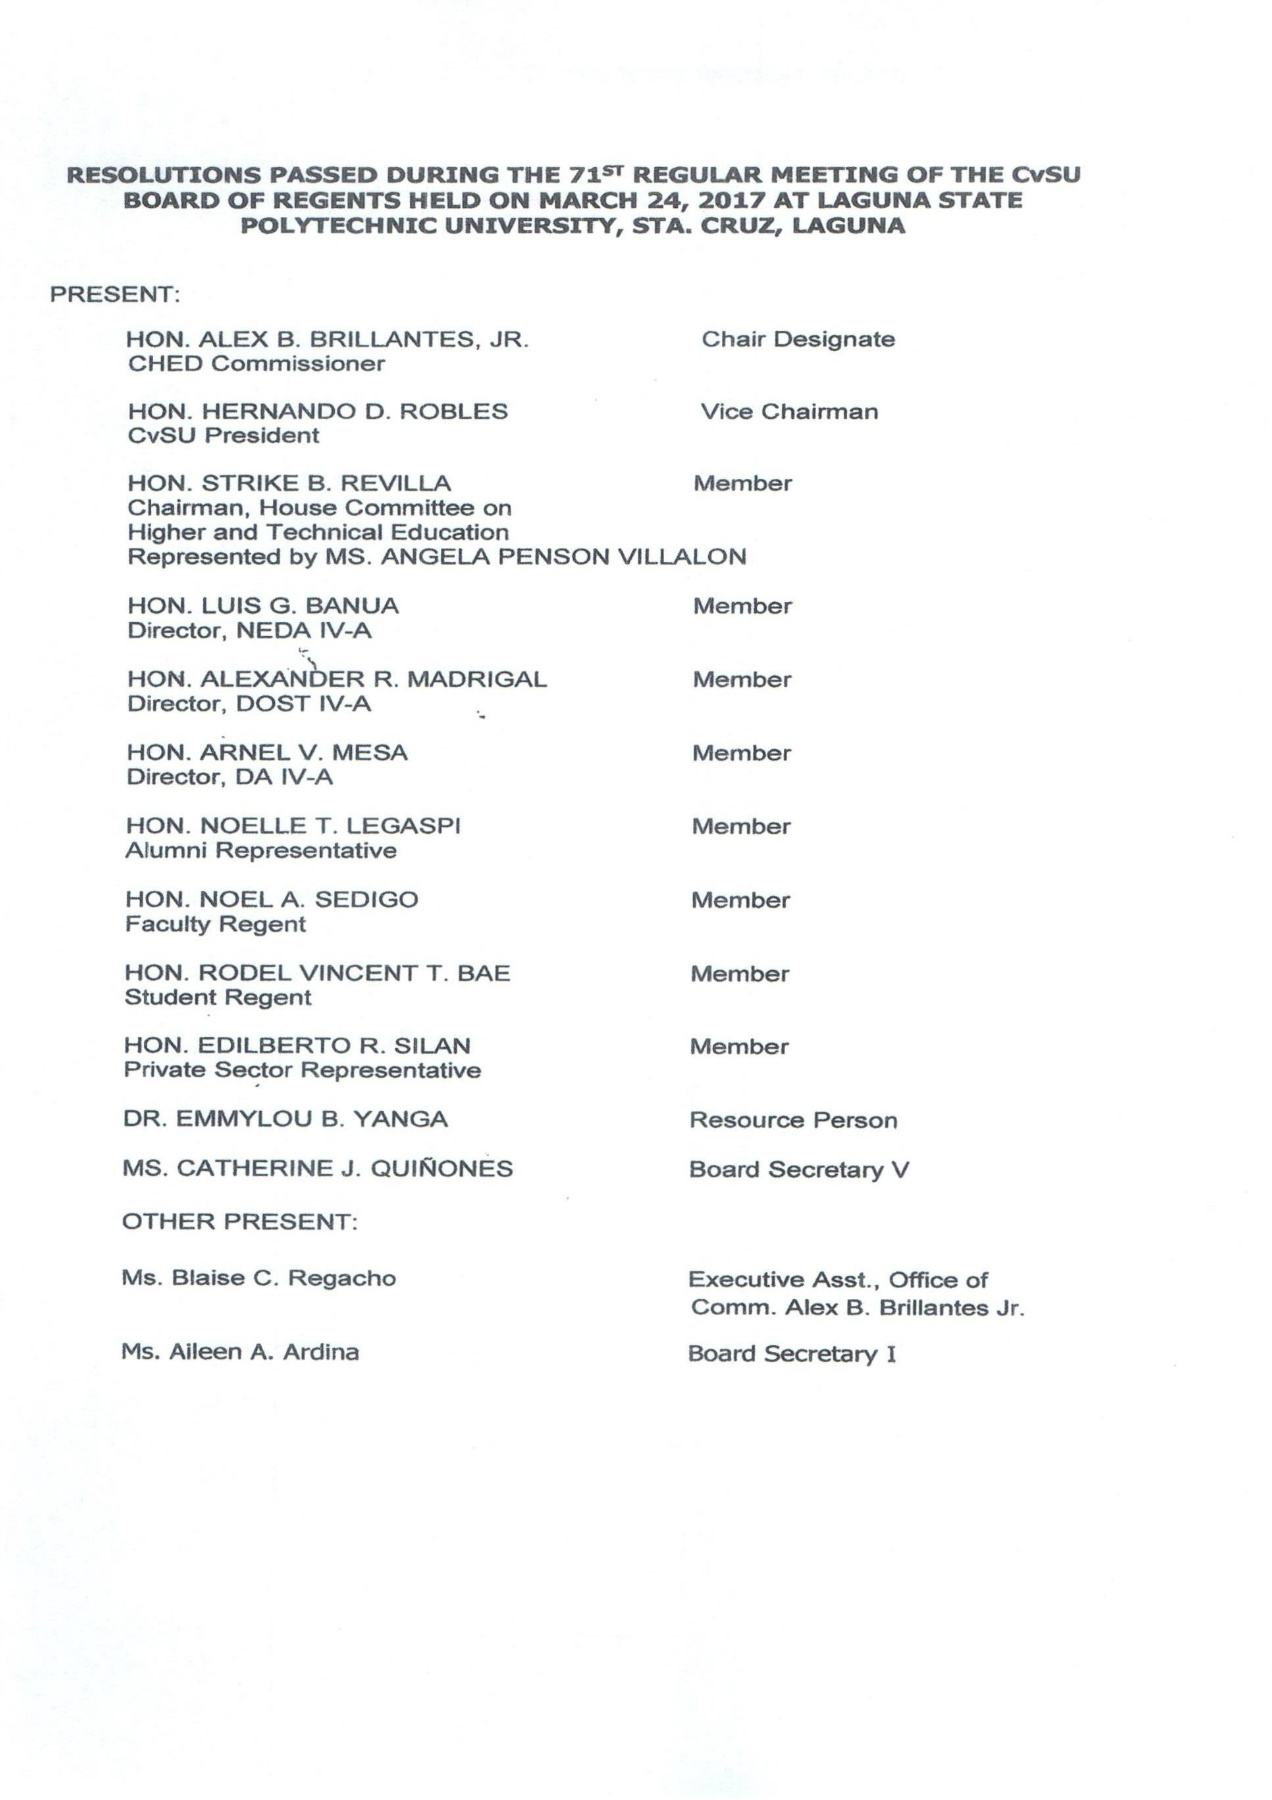 RESOLUTIONS PASSED DURING THE 71ST REGULAR MEETING OF THE CvSU
BOARD OF REGENTS HELD ON MARCH 24, 2017 AT LAGUNA STATE
POLYTECHNIC UNIVERSITY, STA. CRUZ, LAGUNA
PRESENT:
HON. ALEX B. BRILLANTES, JR. Chair Designate
CHED Commissioner
HON. HERNANDO D. ROBLES Vice Chairman
CvSU President
HON. STRIKE B. REVILLA Member
Chairman, House Committee on
Higher and Technical Education
Represented by MS. ANGELA PENSON VILLALON
HON. LUIS G. BANUA Member
Director, NEDA IV-A
HON. ALEXANDER R. MADRIGAL Member
Director, DOST IV-A
HON. ARNEL V. MESA Member
Director, DA IV-A
HON. NOELLE T. LEGASPI Member
Alumni Representative
HON. NOEL A. SEDIGO Member
Faculty Regent
HON. RODEL VINCENT T. BAE Member
Student Regent
HON. EDILBERTO R. SILAN Member
Private Sector Representative
DR. EMMYLOU B. YANGA Resource Person
MS. CATHERINE J. QUIÑONES Board Secretary V
OTHER PRESENT:
Ms. Blaise C. Regacho Executive Asst., Office of
Comm. Alex B. Brillantes Jr.
Ms. Aileen A. Ardina Board Secretary I